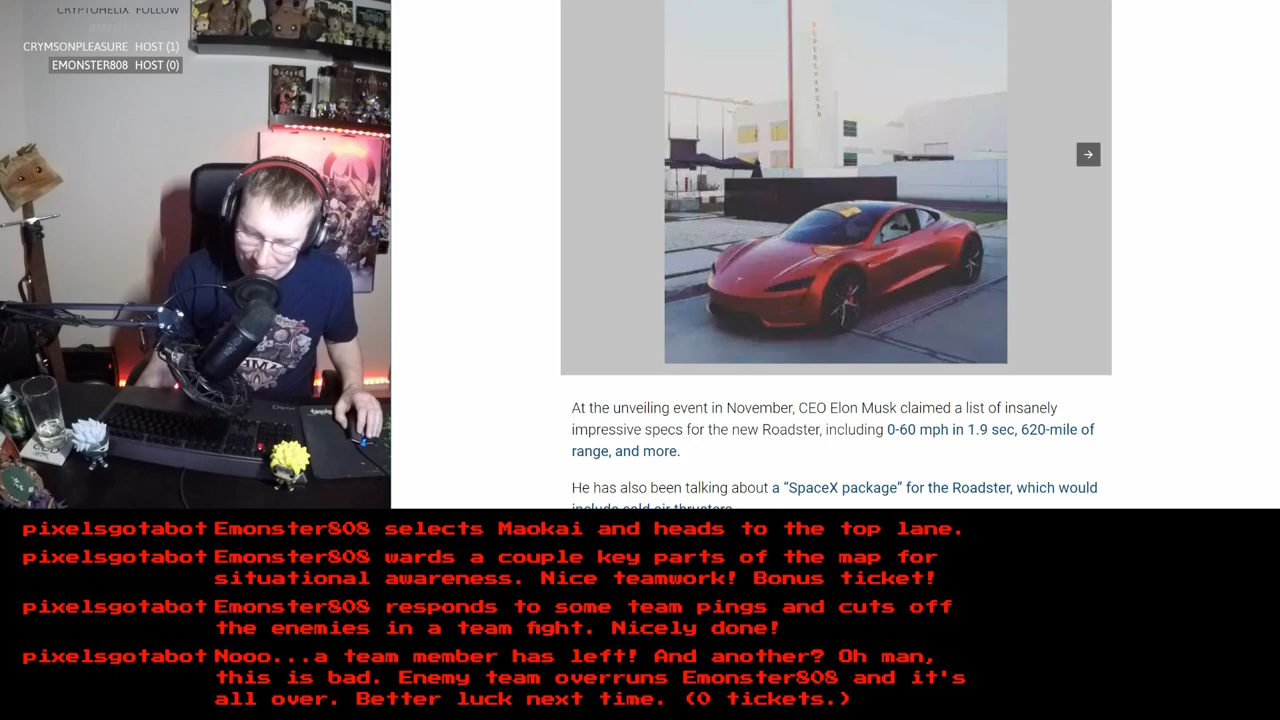 CRYPTOHELIX FOLLOW
CRYMSONPLEASURE HOST (1)
EMONSTER808 HOST (0)
SUPERCHARGER
At the unveiling event in November, CEO Elon Musk claimed a list of insanely
impressive specs for the new Roadster, including 0-60 mph in 1.9 sec, 620-mile of
range, and more.
He has also been talking about a “SpaceX package” for the Roadster, which would
include cold air thrusters.
pixelsgotabot Emonster808 selects Maokai and heads to the top lane.
pixelsgotabot Emonster808 wards a couple key parts of the map for
situational awareness. Nice teamwork! Bonus ticket!
pixelsgotabot Emonster808 responds to some team pings and cuts off
the enemies in a team fight. Nicely done!
pixelsgotabot Nooo...a team member has left! And another? Oh man,
this is bad. Enemy team overruns Emonster808 and it's
all over. Better luck next time. (0 tickets.)